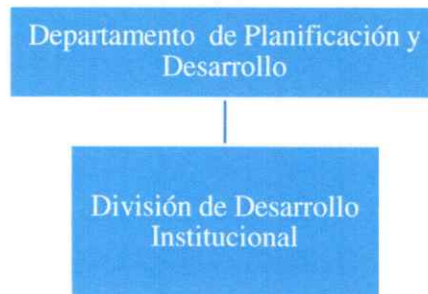 Departamento de Planificación y
Desarrollo
División de Desarrollo
Institucional